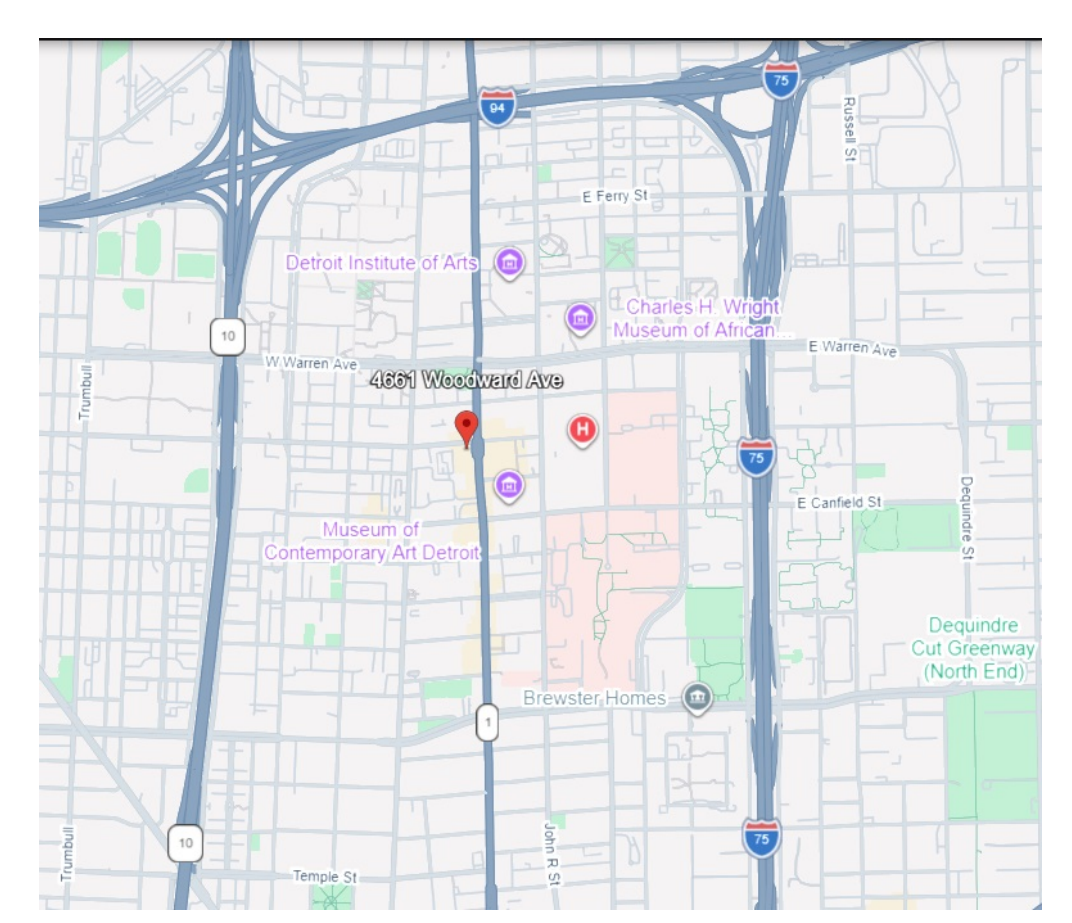 75
94
Russell St
E Ferry St
Detroit Institute of Arts
Charles H. Wright
Museum of African...
10
E Warren Ave
W Warren Ave
4661 Woodward Ave
Trumbull
H
75
E Canfield St
Dequindre St
Museum of
Contemporary Art Detroit
Dequindre
Cut Greenway
(North End)
Brewster Homes
1
10
75
Trumbull
John R St
Temple St